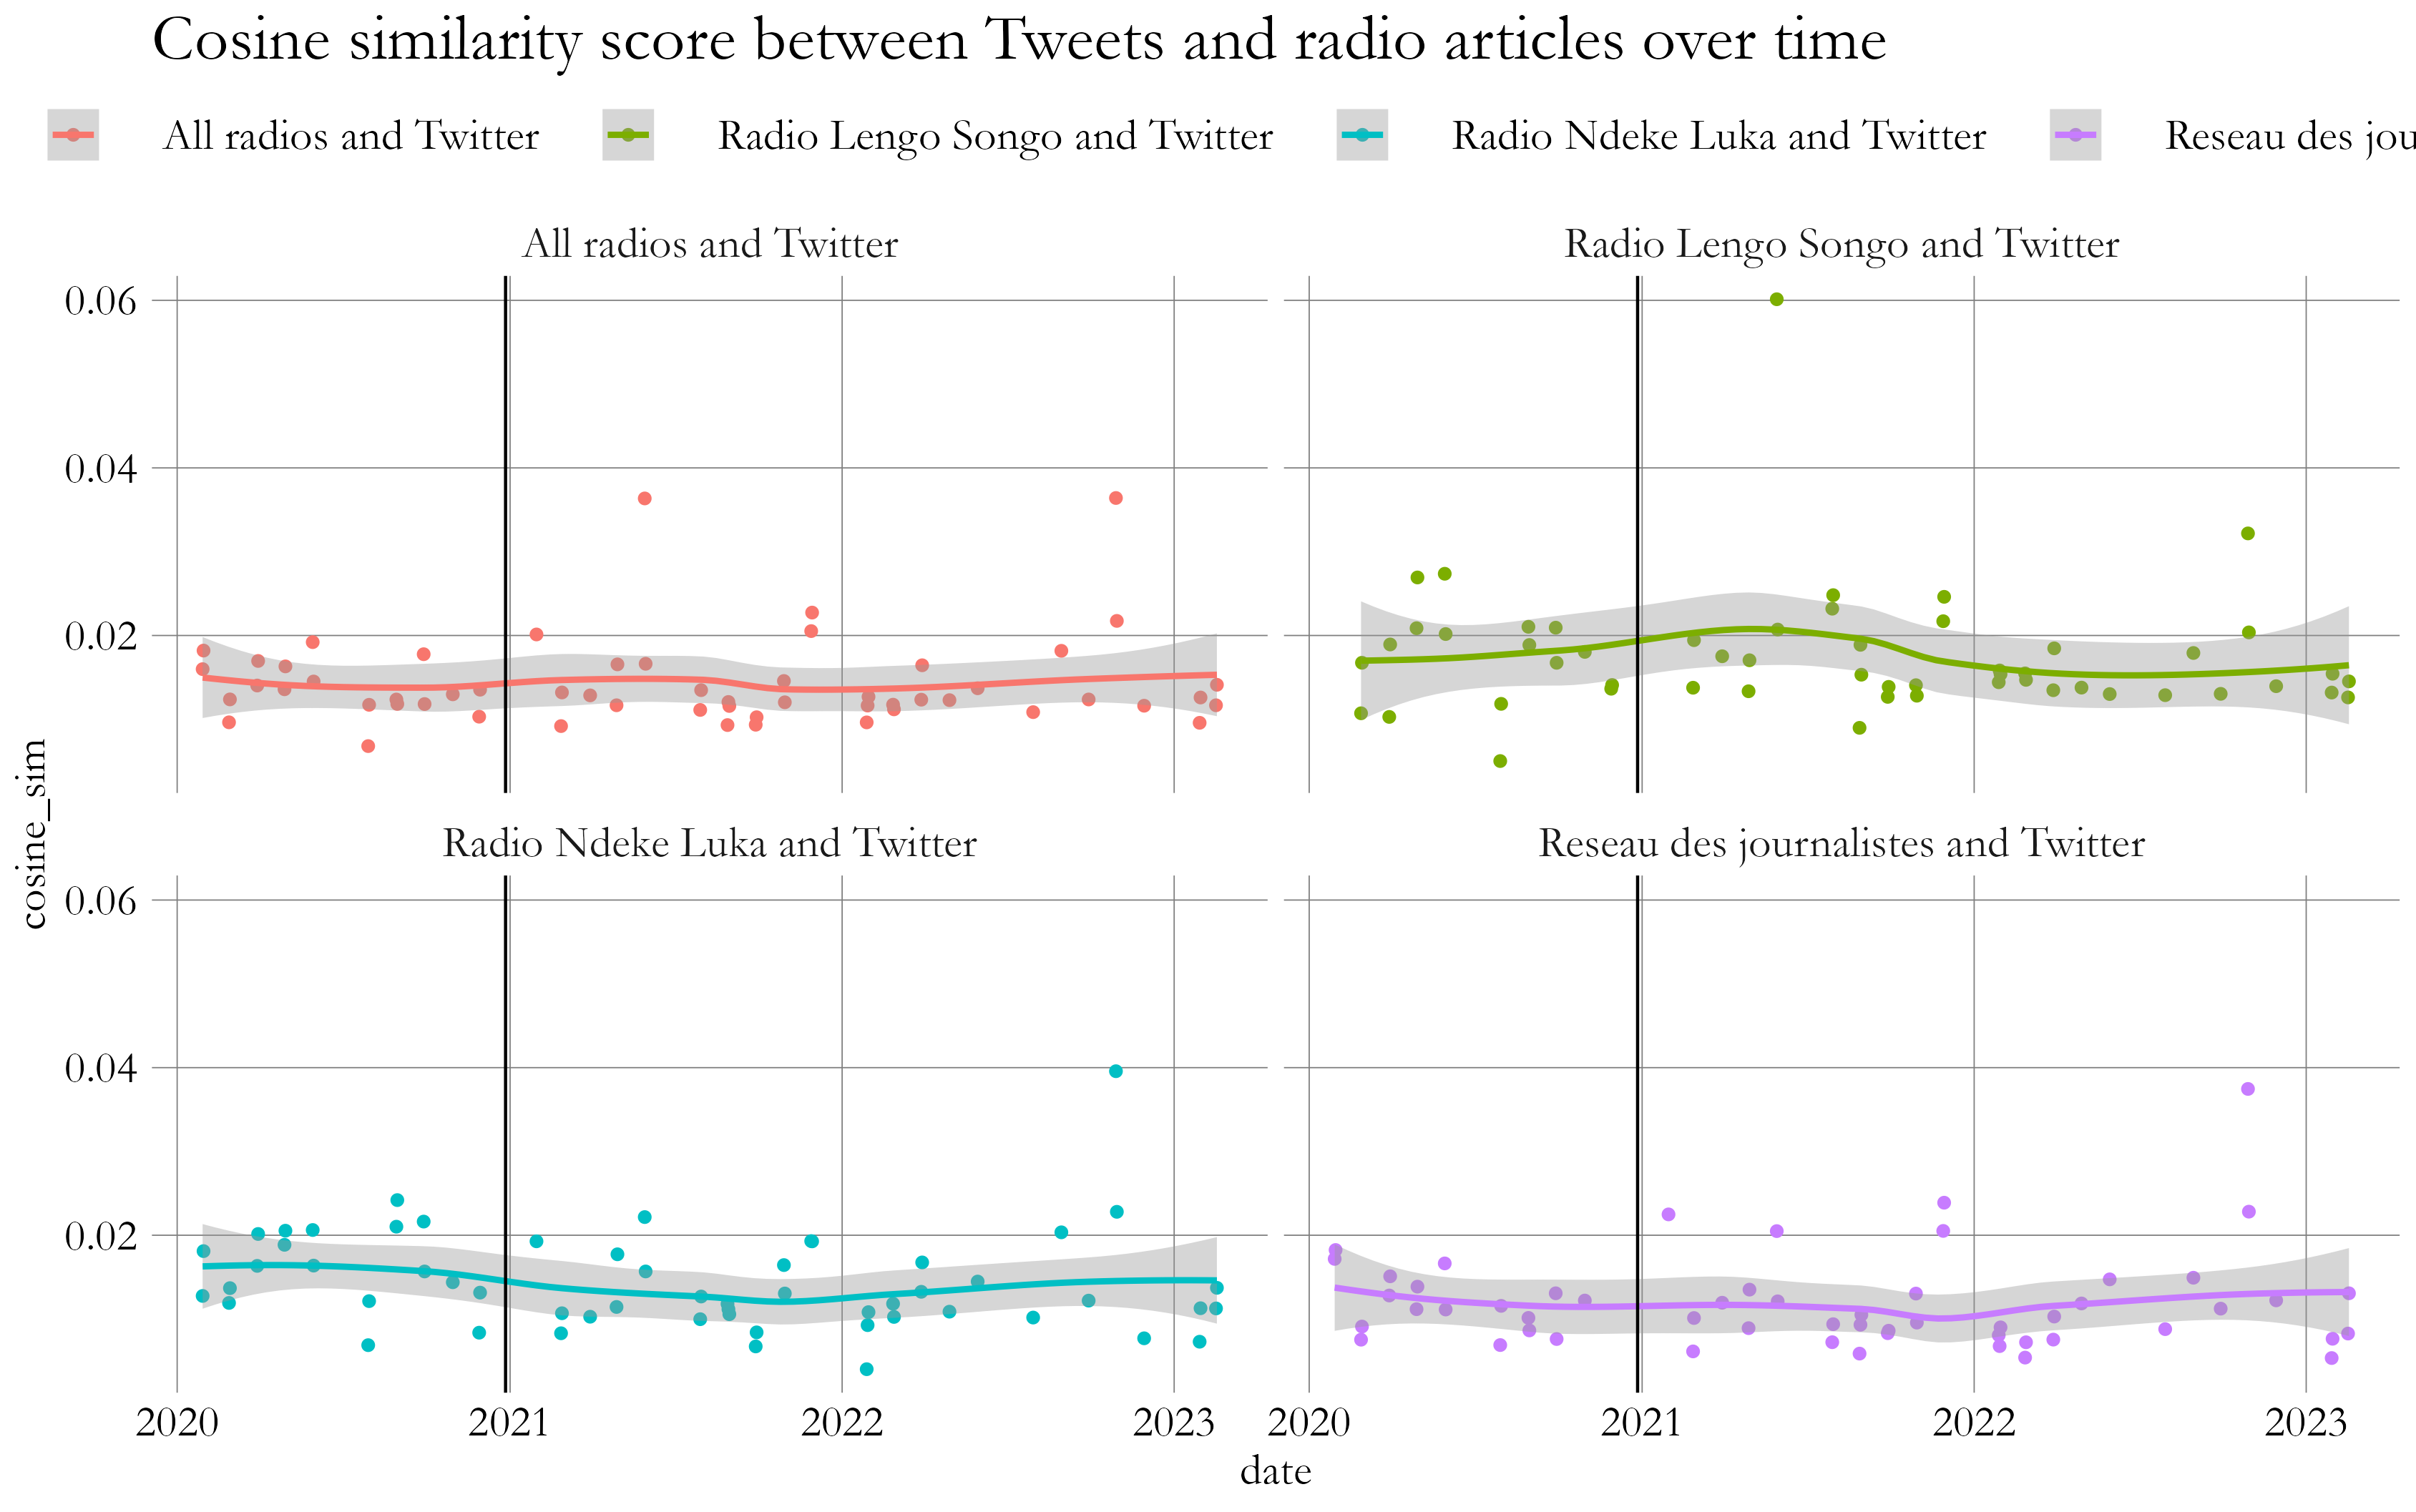 Cosine similarity score between Tweets and radio articles over time
All radios and Twitter
Radio Lengo Songo and Twitter
Radio Ndeke Luka and Twitter
Reseau des jou
All radios and Twitter
Radio Lengo Songo and Twitter
0.06
0.04
0.02
cosine_sim
Radio Ndeke Luka and Twitter
Reseau des journalistes and Twitter
0.06
0.04
0.02
2020 2021 2022 2023 2020 2021 2022 2023
date